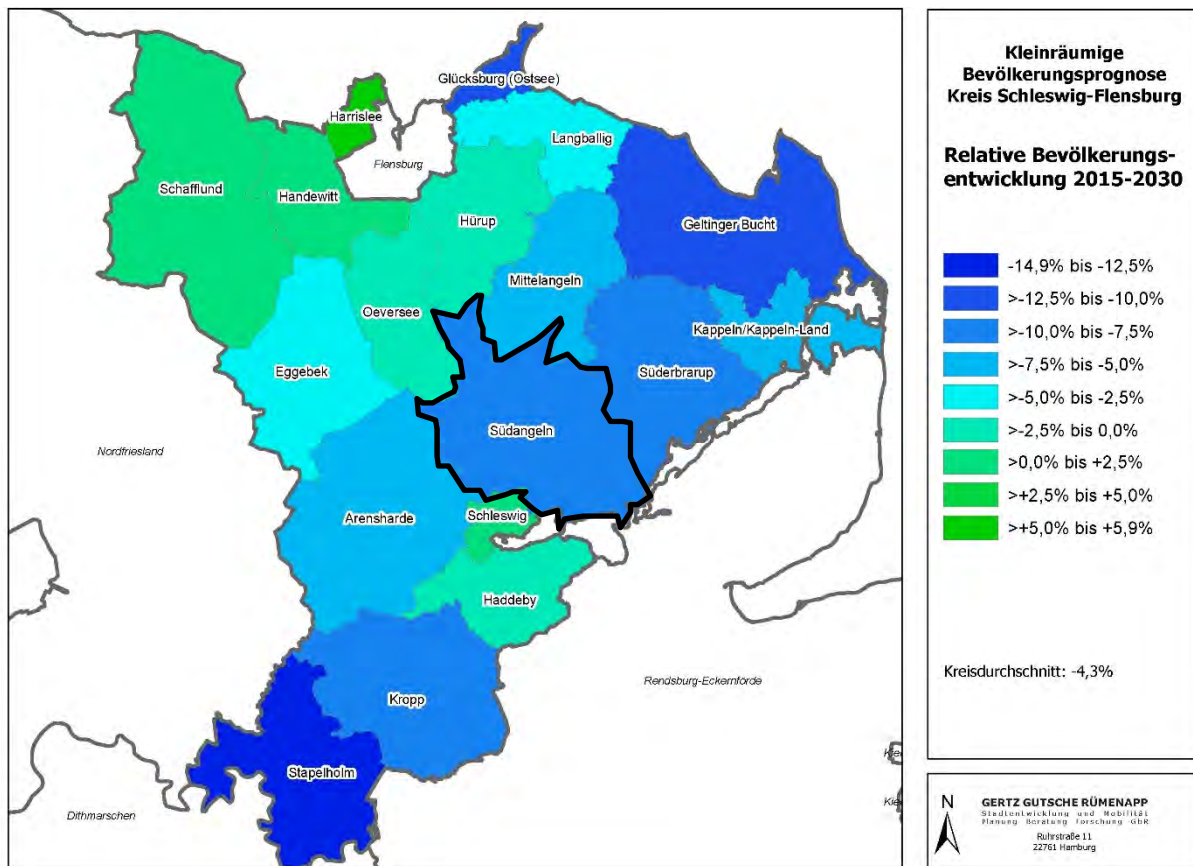 Glücksburg (Ostsee)
Harrislee
Langballig
Flensburg
Schafflund
Handewitt
Hürup
Geltinger Bucht
Mittelangeln
Oeversee
Kappeln/Kappeln-Land
Eggebek
Süderbrarup
Südangeln
Nordfriesland
Arensharde
Schleswig
Haddeby
Rendsburg-Eckernförde
Kropp
Stapelholm
Dithmarschen
Kleinräumige
Bevölkerungsprognose
Kreis Schleswig-Flensburg
Relative Bevölkerungs-
entwicklung 2015-2030
-14,9% bis -12,5%
>-12,5% bis -10,0%
>-10,0% bis -7,5%
>-7,5% bis -5,0%
>-5,0% bis -2,5%
>-2,5% bis 0,0%
>0,0% bis +2,5%
>+2,5% bis +5,0%
>+5,0% bis +5,9%
Kreisdurchschnitt: -4,3%
N
GERTZ GUTSCHE RÜMENAPP
Stadtentwicklung und Mobilität
Planung Beratung Forschung GbR
Ruhrstraße 11
22761 Hamburg